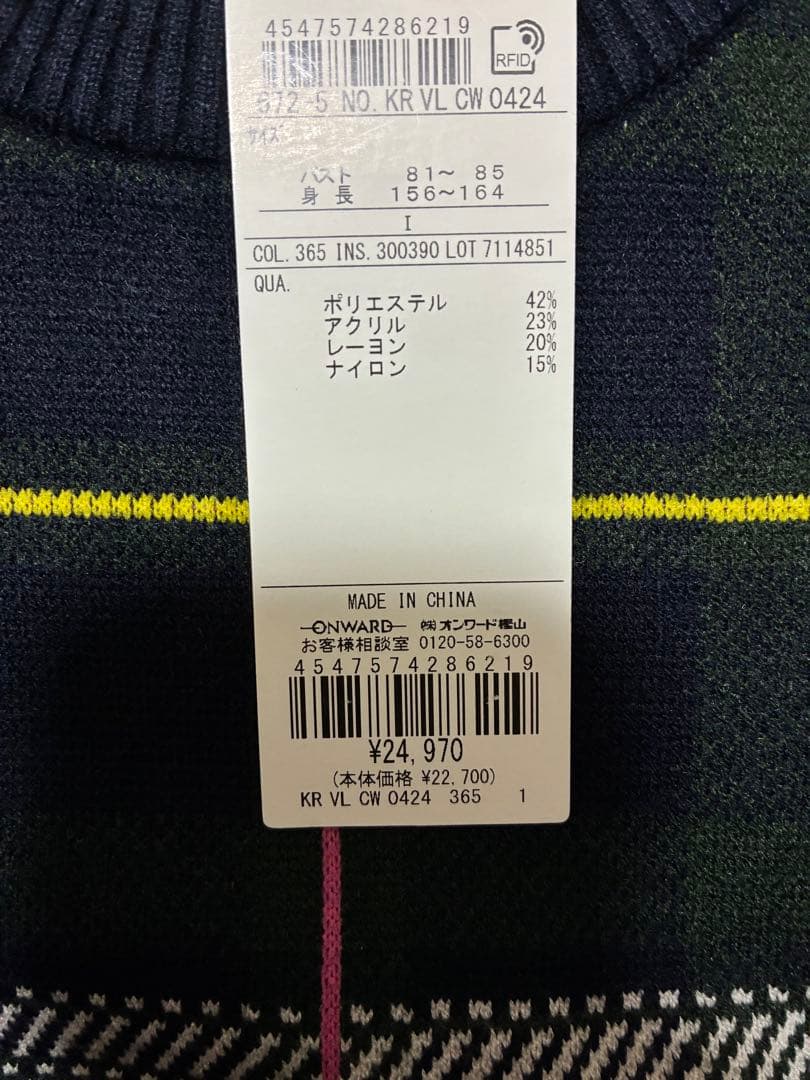 4547574286219
RFID
672-5 NO. KR VL CW 0424
サイズ
バスト 81～ 85
身長 156～164
I
COL. 365 INS. 300390 LOT 7114851
QUA.
ポリエステル 42%
アクリル 23%
レーヨン 20%
ナイロン 15%
MADE IN CHINA
ONWARD ㈱オンワード樫山
お客様相談室 0120-58-6300
4547574286219
¥24,970
(本体価格 ¥22,700)
KR VL CW 0424 365 1